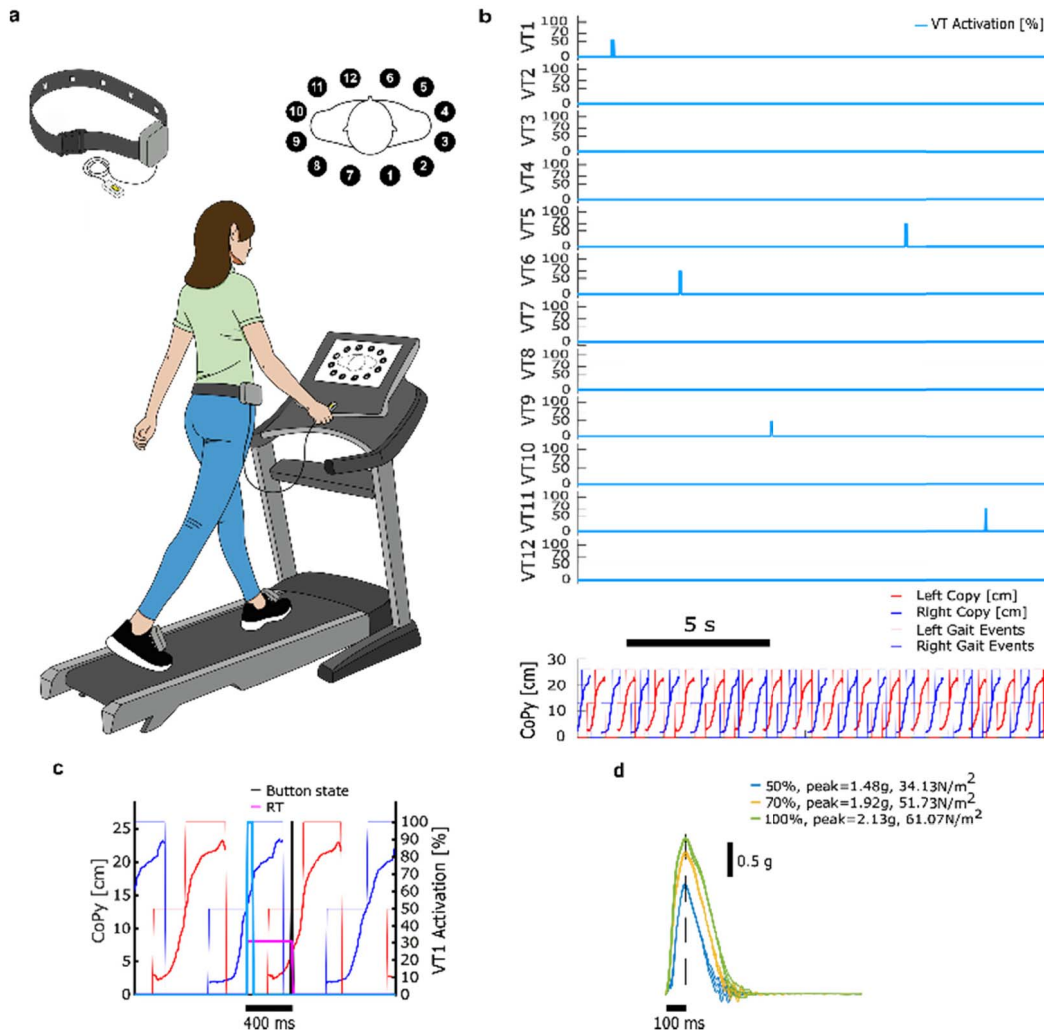 a
12 6
11 5
10 4
9 3
8 2
7 1
b
VT Activation [%]
VT1 100 70 50 0
VT2 100 70 50 0
VT3 100 70 50 0
VT4 100 70 50 0
VT5 100 70 50 0
VT6 100 70 50 0
VT7 100 70 50 0
VT8 100 70 50 0
VT9 100 70 50 0
VT10 100 70 50 0
VT11 100 70 50 0
VT12 100 70 50 0
Left Copy [cm]
Right Copy [cm]
Left Gait Events
Right Gait Events
5 s
CoPy [cm]
30
20
10
0
c
Button state
RT
CoPy [cm]
25
20
15
10
5
0
VT1 Activation [%]
100
90
80
70
60
50
40
30
20
10
0
400 ms
d
50%, peak=1.48g, 34.13N/m²
70%, peak=1.92g, 51.73N/m²
100%, peak=2.13g, 61.07N/m²
0.5 g
100 ms